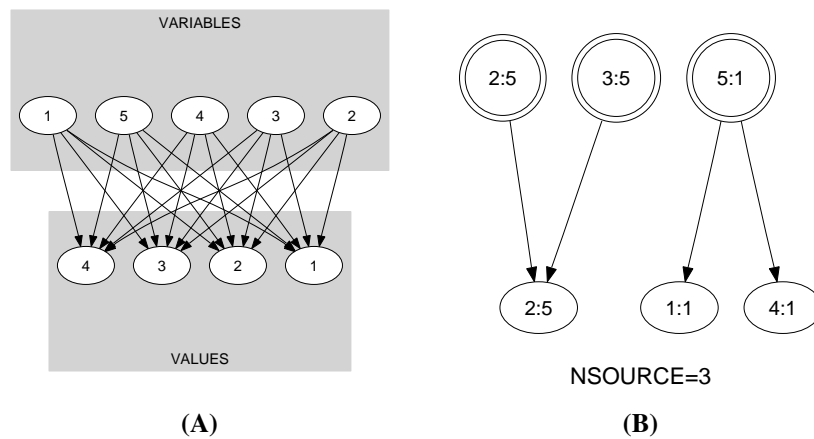 VARIABLES
1 5 4 3 2
4 3 2 1
VALUES
(A)
2:5 3:5 5:1
2:5 1:1 4:1
NSOURCE=3
(B)